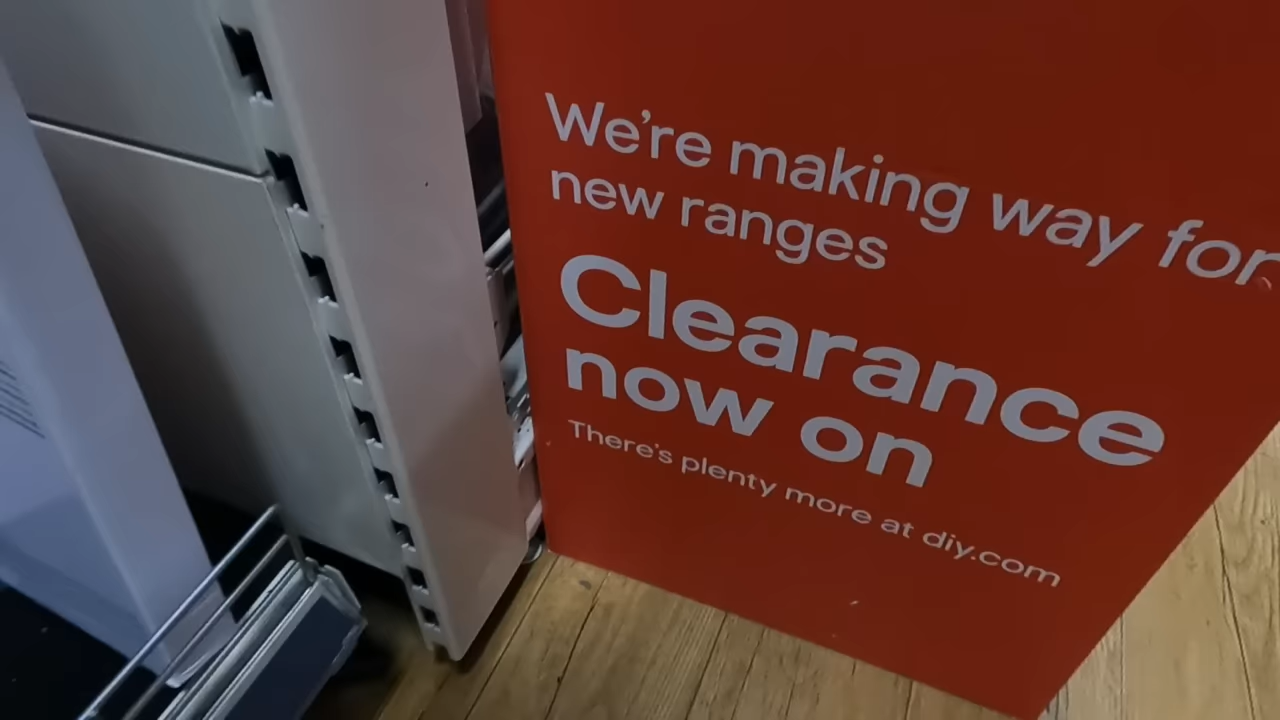 We're making way for
new ranges
Clearance
now on
There's plenty more at diy.com